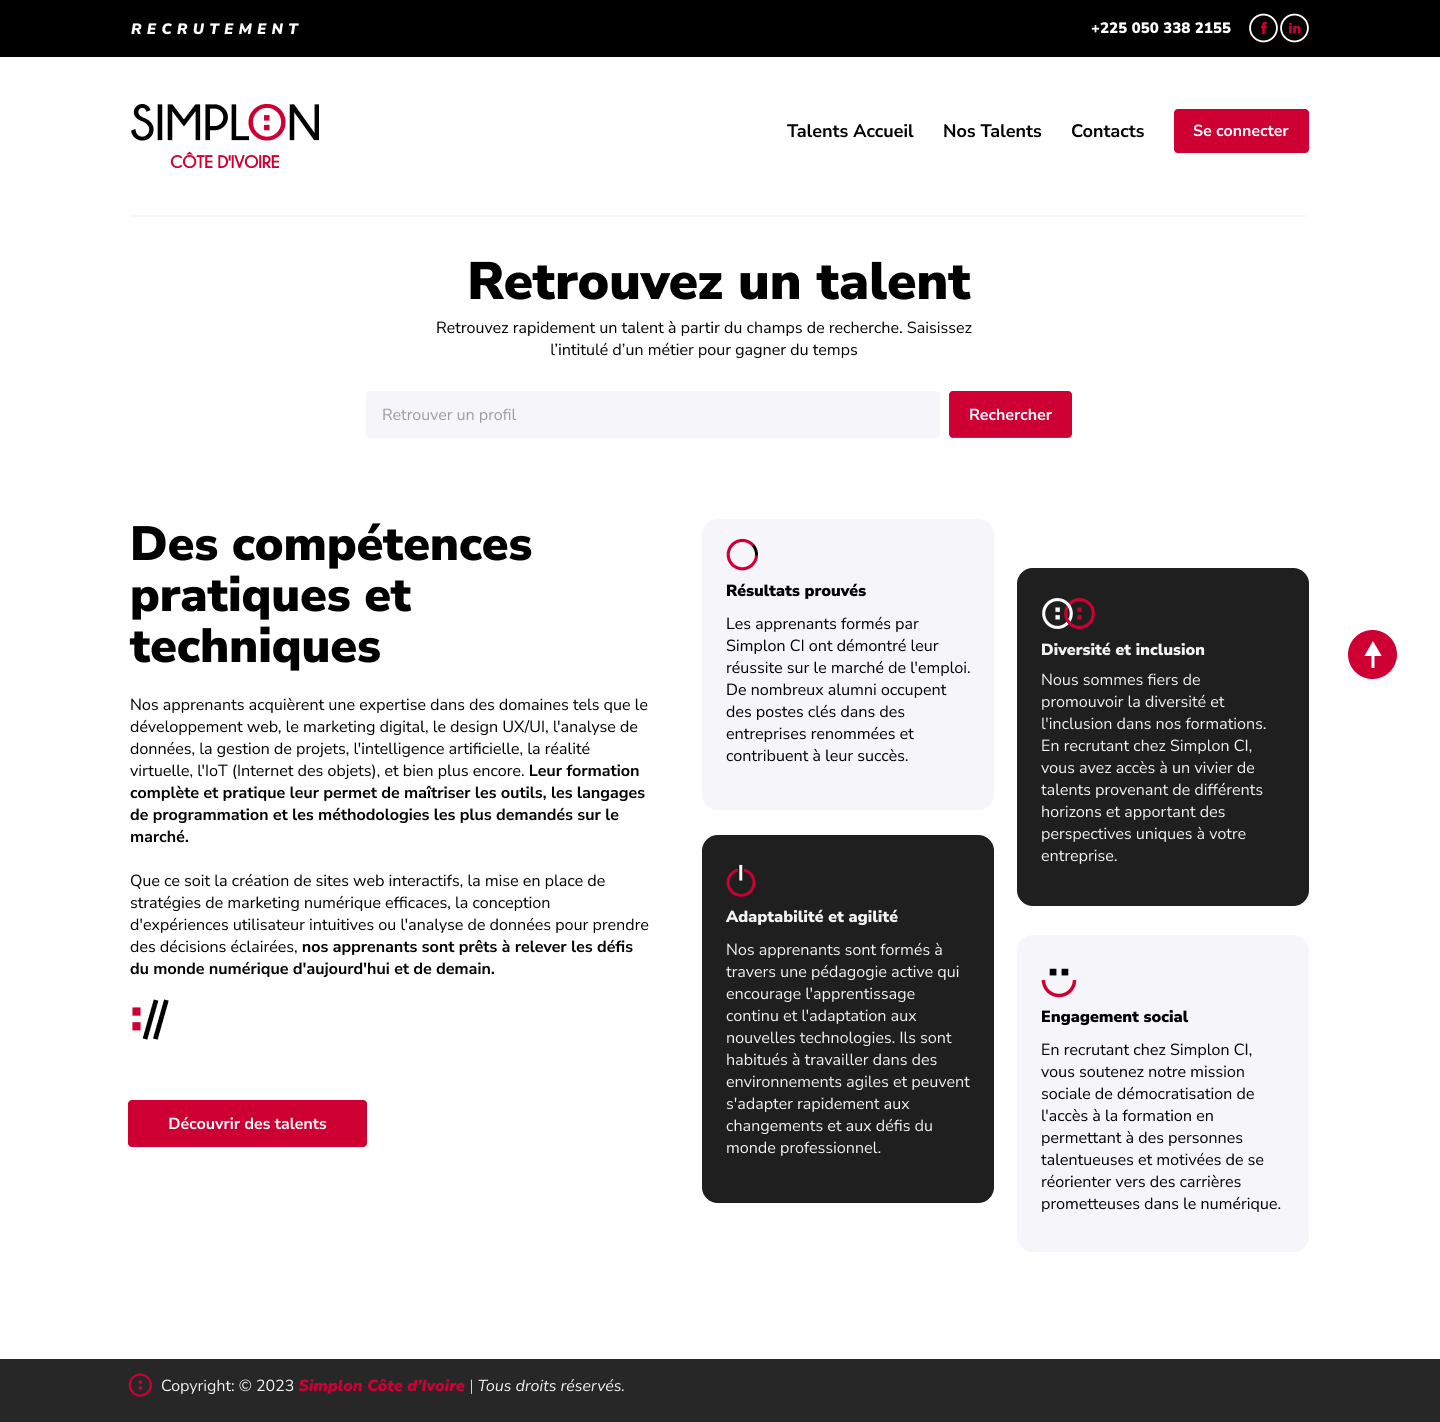 RECRUTEMENT
+225 050 338 2155
f
in
SIMPLON
CÔTE D'IVOIRE
Talents Accueil
Nos Talents
Contacts
Se connecter
Retrouvez un talent
Retrouvez rapidement un talent à partir du champs de recherche. Saisissez
l’intitulé d’un métier pour gagner du temps
Retrouver un profil
Rechercher
Des compétences
pratiques et
techniques
Nos apprenants acquièrent une expertise dans des domaines tels que le
développement web, le marketing digital, le design UX/UI, l'analyse de
données, la gestion de projets, l'intelligence artificielle, la réalité
virtuelle, l'IoT (Internet des objets), et bien plus encore. Leur formation
complète et pratique leur permet de maîtriser les outils, les langages
de programmation et les méthodologies les plus demandés sur le
marché.
Que ce soit la création de sites web interactifs, la mise en place de
stratégies de marketing numérique efficaces, la conception
d'expériences utilisateur intuitives ou l'analyse de données pour prendre
des décisions éclairées, nos apprenants sont prêts à relever les défis
du monde numérique d'aujourd'hui et de demain.
://
Découvrir des talents
Résultats prouvés
Les apprenants formés par
Simplon CI ont démontré leur
réussite sur le marché de l'emploi.
De nombreux alumni occupent
des postes clés dans des
entreprises renommées et
contribuent à leur succès.
Adaptabilité et agilité
Nos apprenants sont formés à
travers une pédagogie active qui
encourage l'apprentissage
continu et l'adaptation aux
nouvelles technologies. Ils sont
habitués à travailler dans des
environnements agiles et peuvent
s'adapter rapidement aux
changements et aux défis du
monde professionnel.
Diversité et inclusion
Nous sommes fiers de
promouvoir la diversité et
l'inclusion dans nos formations.
En recrutant chez Simplon CI,
vous avez accès à un vivier de
talents provenant de différents
horizons et apportant des
perspectives uniques à votre
entreprise.
Engagement social
En recrutant chez Simplon CI,
vous soutenez notre mission
sociale de démocratisation de
l'accès à la formation en
permettant à des personnes
talentueuses et motivées de se
réorienter vers des carrières
prometteuses dans le numérique.
Copyright: © 2023 Simplon Côte d'Ivoire | Tous droits réservés.